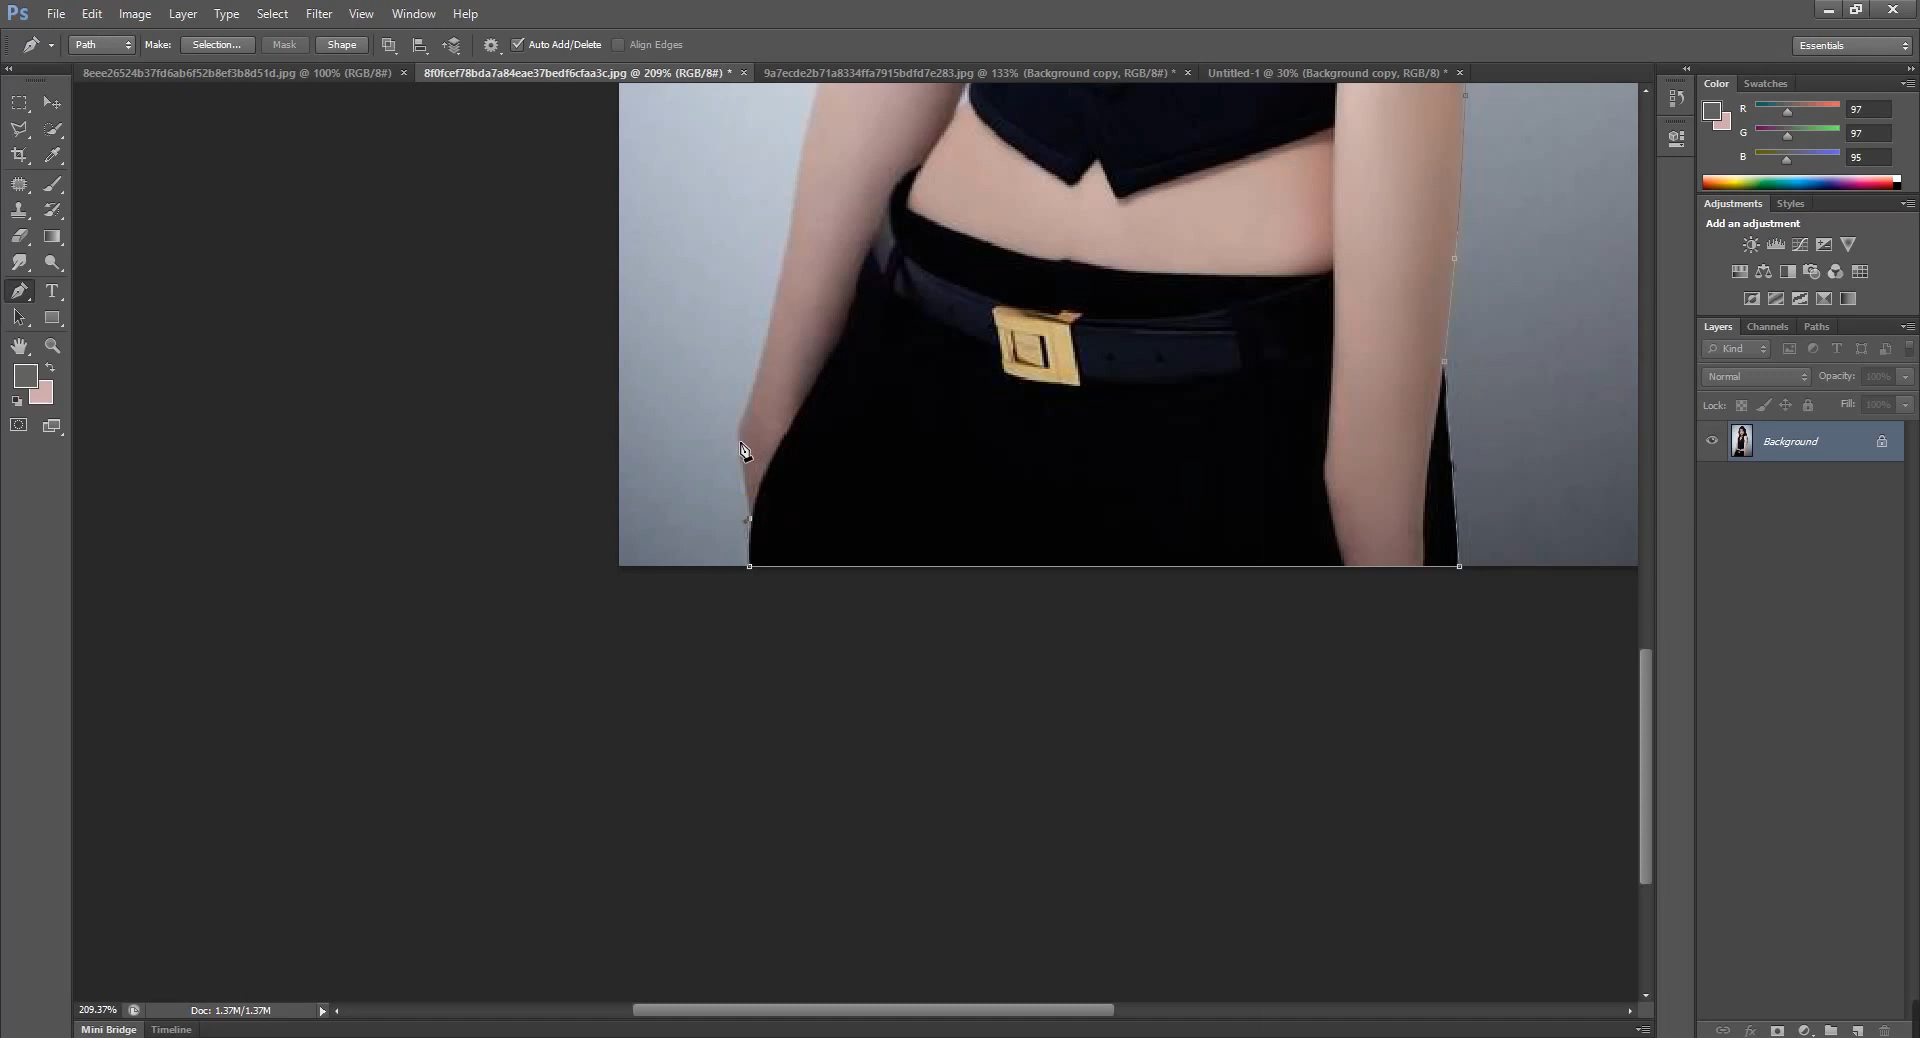 Ps File Edit Image Layer Type Select Filter View Window Help
Path Make: Selection... Mask Shape Auto Add/Delete Align Edges Essentials
8eee26524b37fd6ab6f52b8ef3b8d51d.jpg @ 100% (RGB/8#) × 8f0fcef78bda7a84eae37bedf6cfaa3c.jpg @ 209% (RGB/8#) * × 9a7ecde2b71a8334ffa7915bdfd7e283.jpg @ 133% (Background copy, RGB/8#) * × Untitled-1 @ 30% (Background copy, RGB/8) * ×
Color Swatches
R 97
G 97
B 95
Adjustments Styles
Add an adjustment
Layers Channels Paths
Kind
Normal Opacity: 100%
Lock: Fill: 100%
Background
209.37% Doc: 1.37M/1.37M
Mini Bridge Timeline